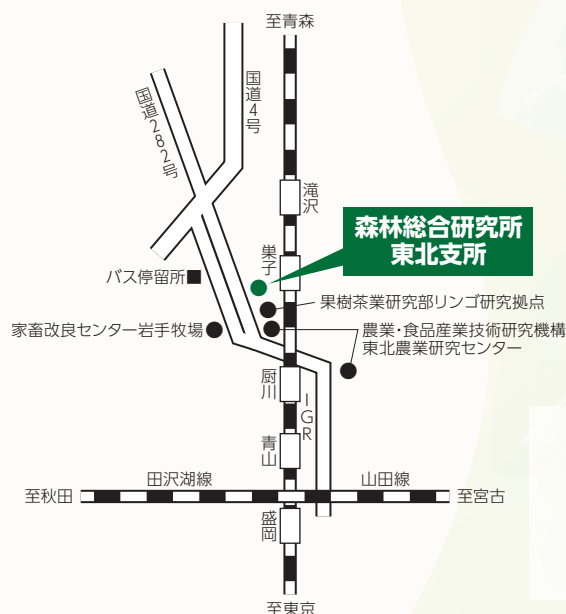 至青森
国道4号
国道282号
滝沢
森林総合研究所
東北支所
巣子
バス停留所■
果樹茶業研究部リンゴ研究拠点
家畜改良センター岩手牧場
農業・食品産業技術研究機構
東北農業研究センター
厨川
IGR
青山
田沢湖線
山田線
至秋田
至宮古
盛岡
至東京